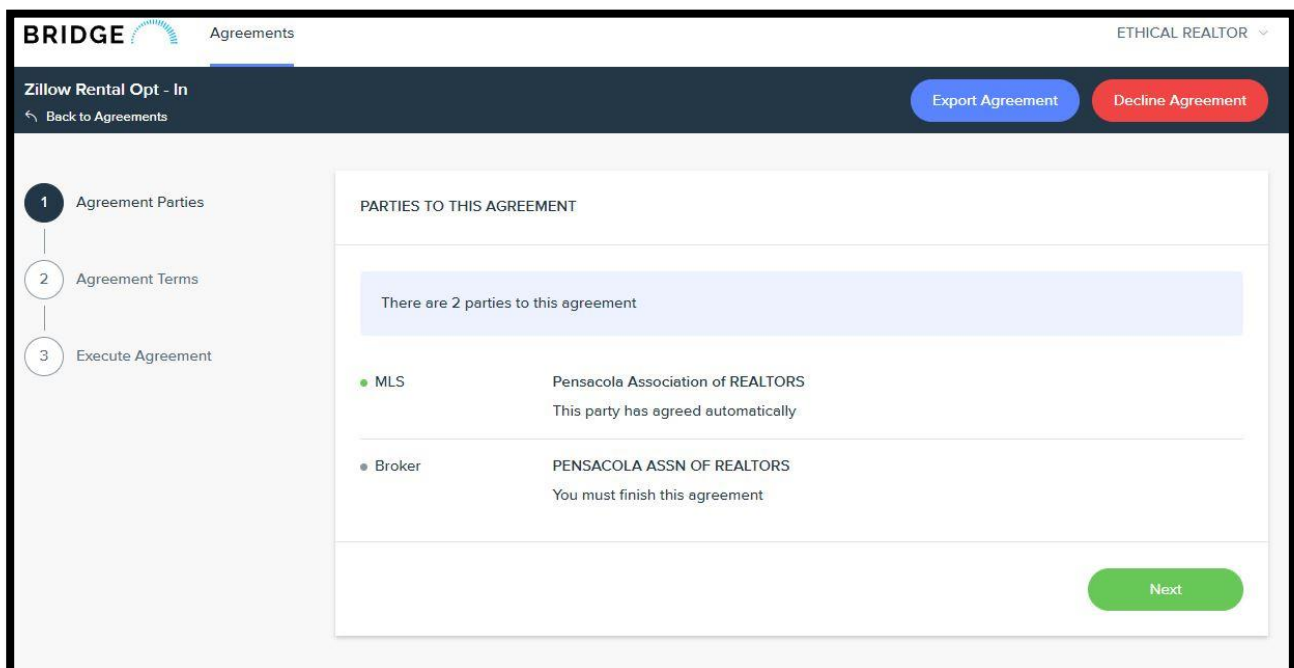 BRIDGE
Agreements
ETHICAL REALTOR
Zillow Rental Opt - In
Back to Agreements
Export Agreement
Decline Agreement
1 Agreement Parties
2 Agreement Terms
3 Execute Agreement
PARTIES TO THIS AGREEMENT
There are 2 parties to this agreement
MLS
Pensacola Association of REALTORS
This party has agreed automatically
Broker
PENSACOLA ASSN OF REALTORS
You must finish this agreement
Next